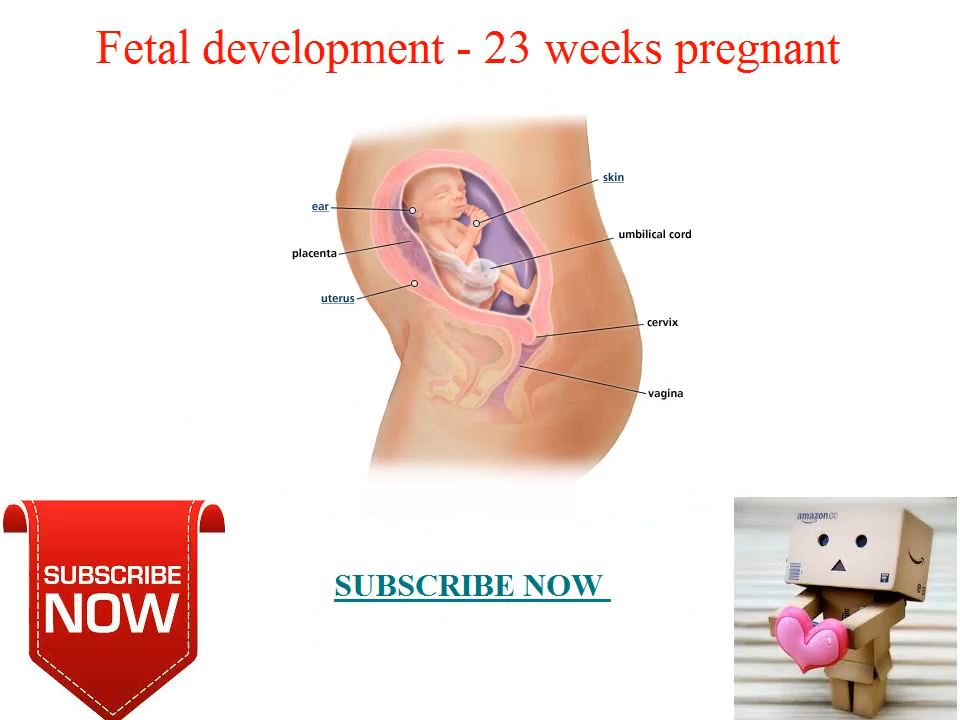 Fetal development - 23 weeks pregnant
skin
ear
umbilical cord
placenta
uterus
cervix
vagina
SUBSCRIBE
NOW
SUBSCRIBE NOW
amazon.co